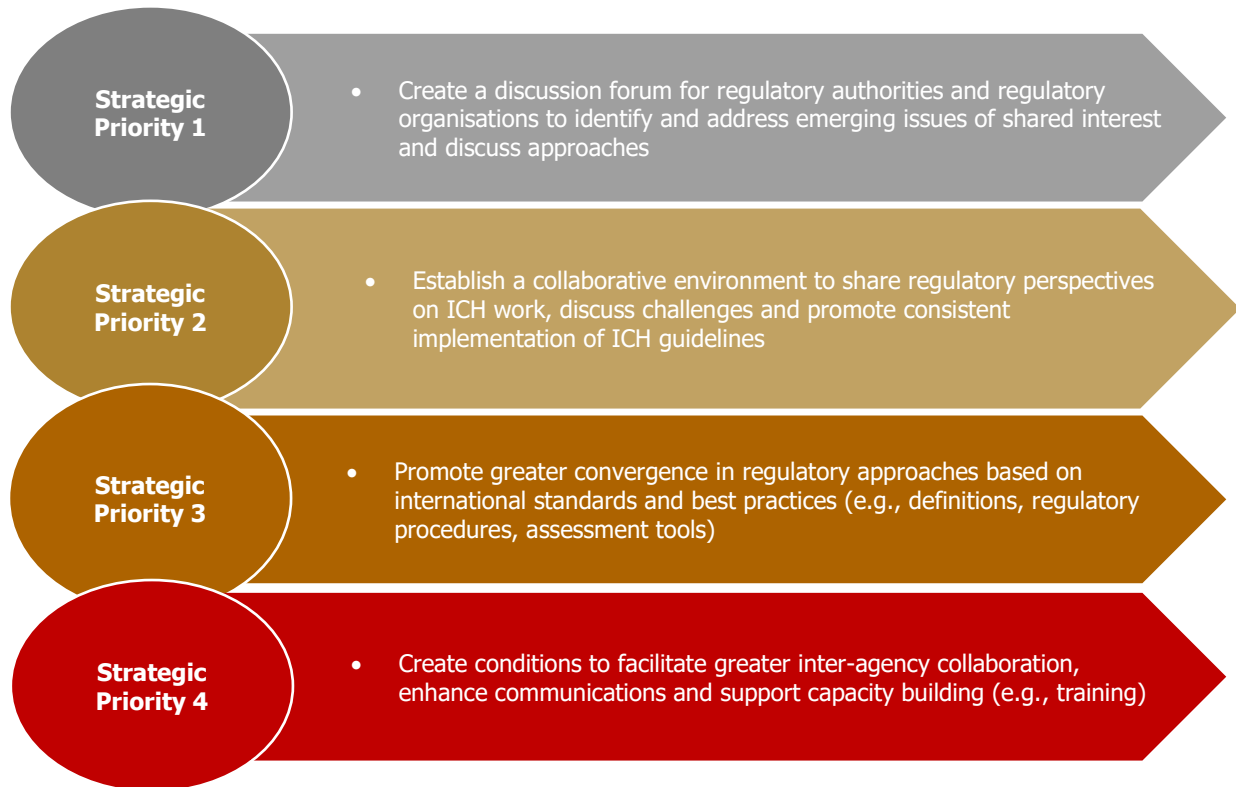 Strategic
Priority 1
• Create a discussion forum for regulatory authorities and regulatory
organisations to identify and address emerging issues of shared interest
and discuss approaches
Strategic
Priority 2
• Establish a collaborative environment to share regulatory perspectives
on ICH work, discuss challenges and promote consistent
implementation of ICH guidelines
Strategic
Priority 3
• Promote greater convergence in regulatory approaches based on
international standards and best practices (e.g., definitions, regulatory
procedures, assessment tools)
Strategic
Priority 4
• Create conditions to facilitate greater inter-agency collaboration,
enhance communications and support capacity building (e.g., training)